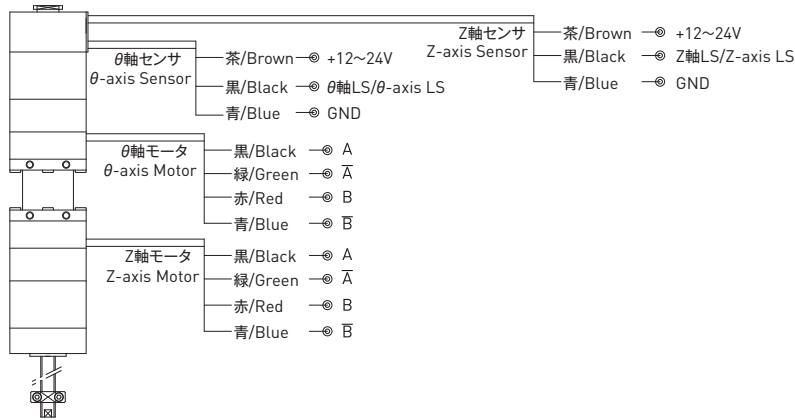 θ軸センサ
θ-axis Sensor
茶/Brown +12～24V
黒/Black θ軸LS/θ-axis LS
青/Blue GND
Z軸センサ
Z-axis Sensor
茶/Brown +12～24V
黒/Black Z軸LS/Z-axis LS
青/Blue GND
θ軸モータ
θ-axis Motor
黒/Black A
緑/Green A̅
赤/Red B
青/Blue B̅
Z軸モータ
Z-axis Motor
黒/Black A
緑/Green A̅
赤/Red B
青/Blue B̅